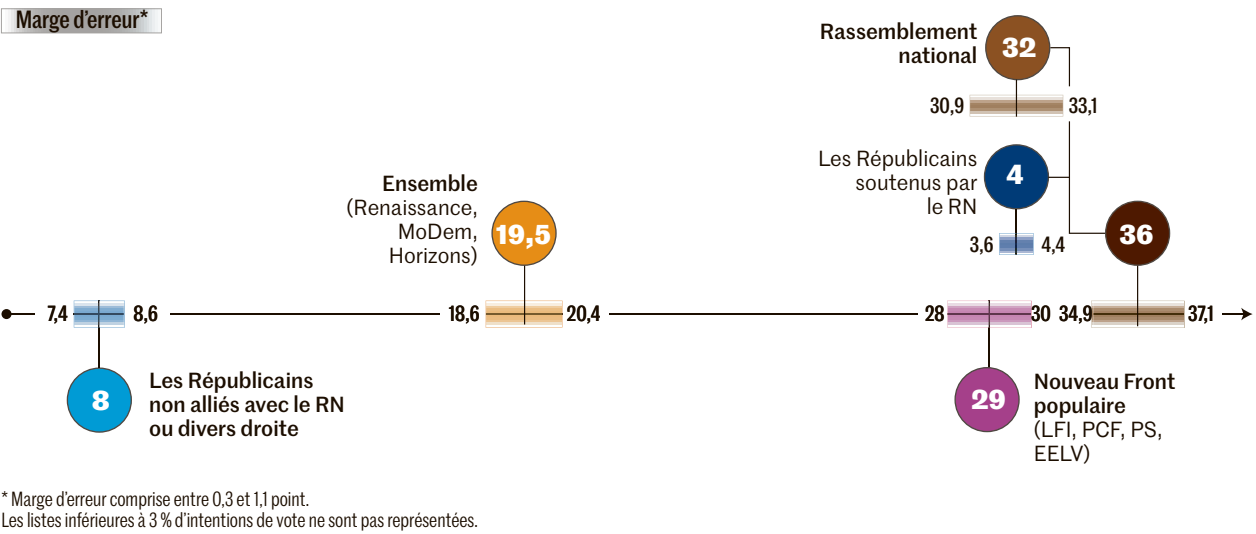 Marge d'erreur*
Rassemblement
national
32
30,9
33,1
Les Républicains
soutenus par
le RN
4
3,6
4,4
36
Ensemble
(Renaissance,
MoDem,
Horizons)
19,5
7,4
8,6
18,6
20,4
28
30
34,9
37,1
8
Les Républicains
non alliés avec le RN
ou divers droite
29
Nouveau Front
populaire
(LFI, PCF, PS,
EELV)
* Marge d'erreur comprise entre 0,3 et 1,1 point.
Les listes inférieures à 3 % d'intentions de vote ne sont pas représentées.